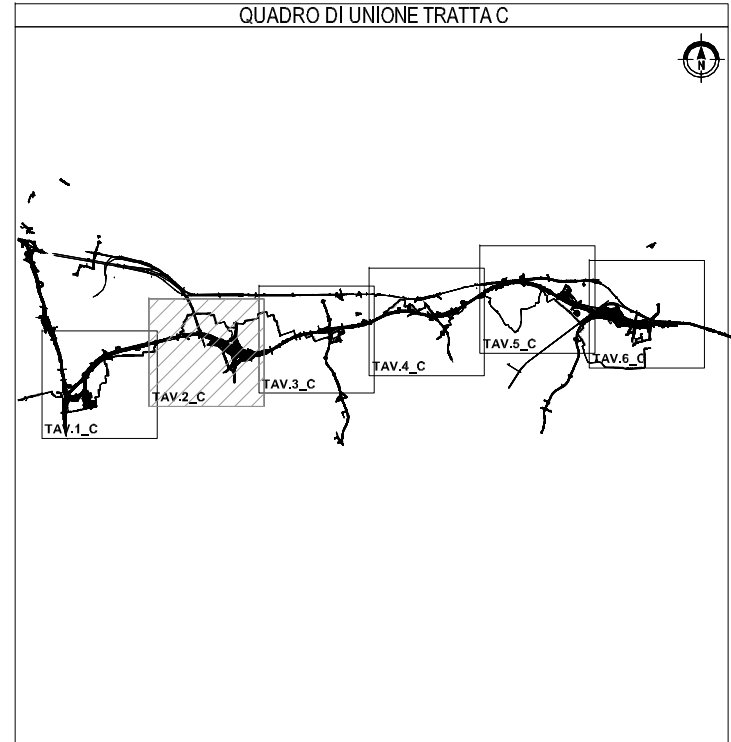 QUADRO DI UNIONE TRATTA C
N
TAV.1_C
TAV.2_C
TAV.3_C
TAV.4_C
TAV.5_C
TAV.6_C